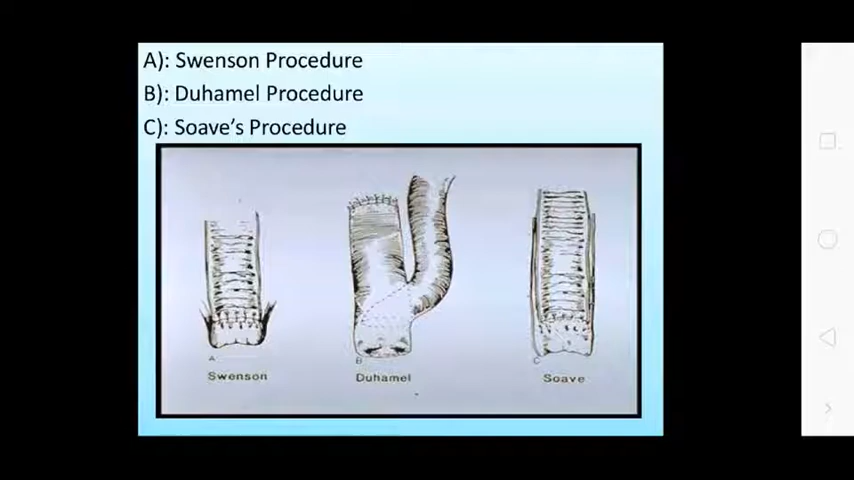 A): Swenson Procedure
B): Duhamel Procedure
C): Soave's Procedure
A
B
C
Swenson
Duhamel
Soave